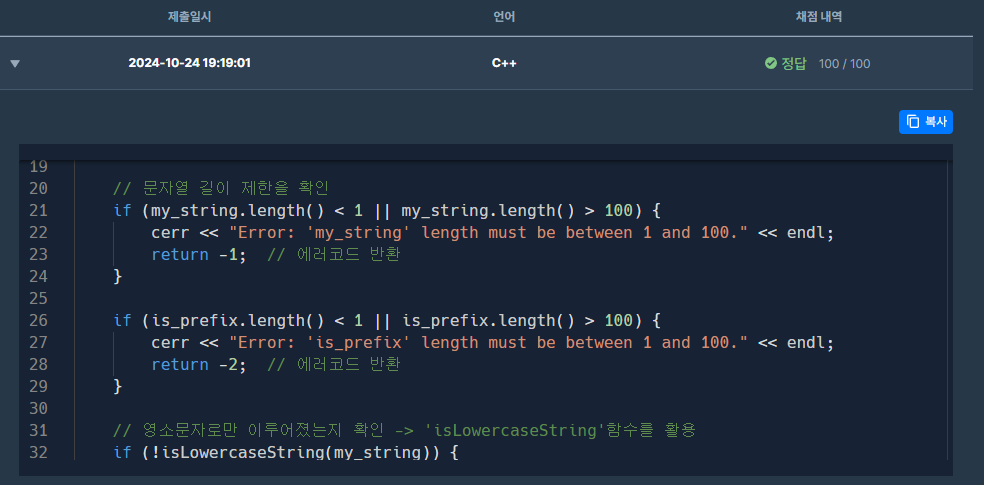 제출일시 언어 채점 내역
▼ 2024-10-24 19:19:01 C++ 정답 100 / 100
복사
19
20 // 문자열 길이 제한을 확인
21 if (my_string.length() < 1 || my_string.length() > 100) {
22 cerr << "Error: 'my_string' length must be between 1 and 100." << endl;
23 return -1; // 에러코드 반환
24 }
25
26 if (is_prefix.length() < 1 || is_prefix.length() > 100) {
27 cerr << "Error: 'is_prefix' length must be between 1 and 100." << endl;
28 return -2; // 에러코드 반환
29 }
30
31 // 영소문자로만 이루어졌는지 확인 -> 'isLowercaseString'함수를 활용
32 if (!isLowercaseString(my_string)) {